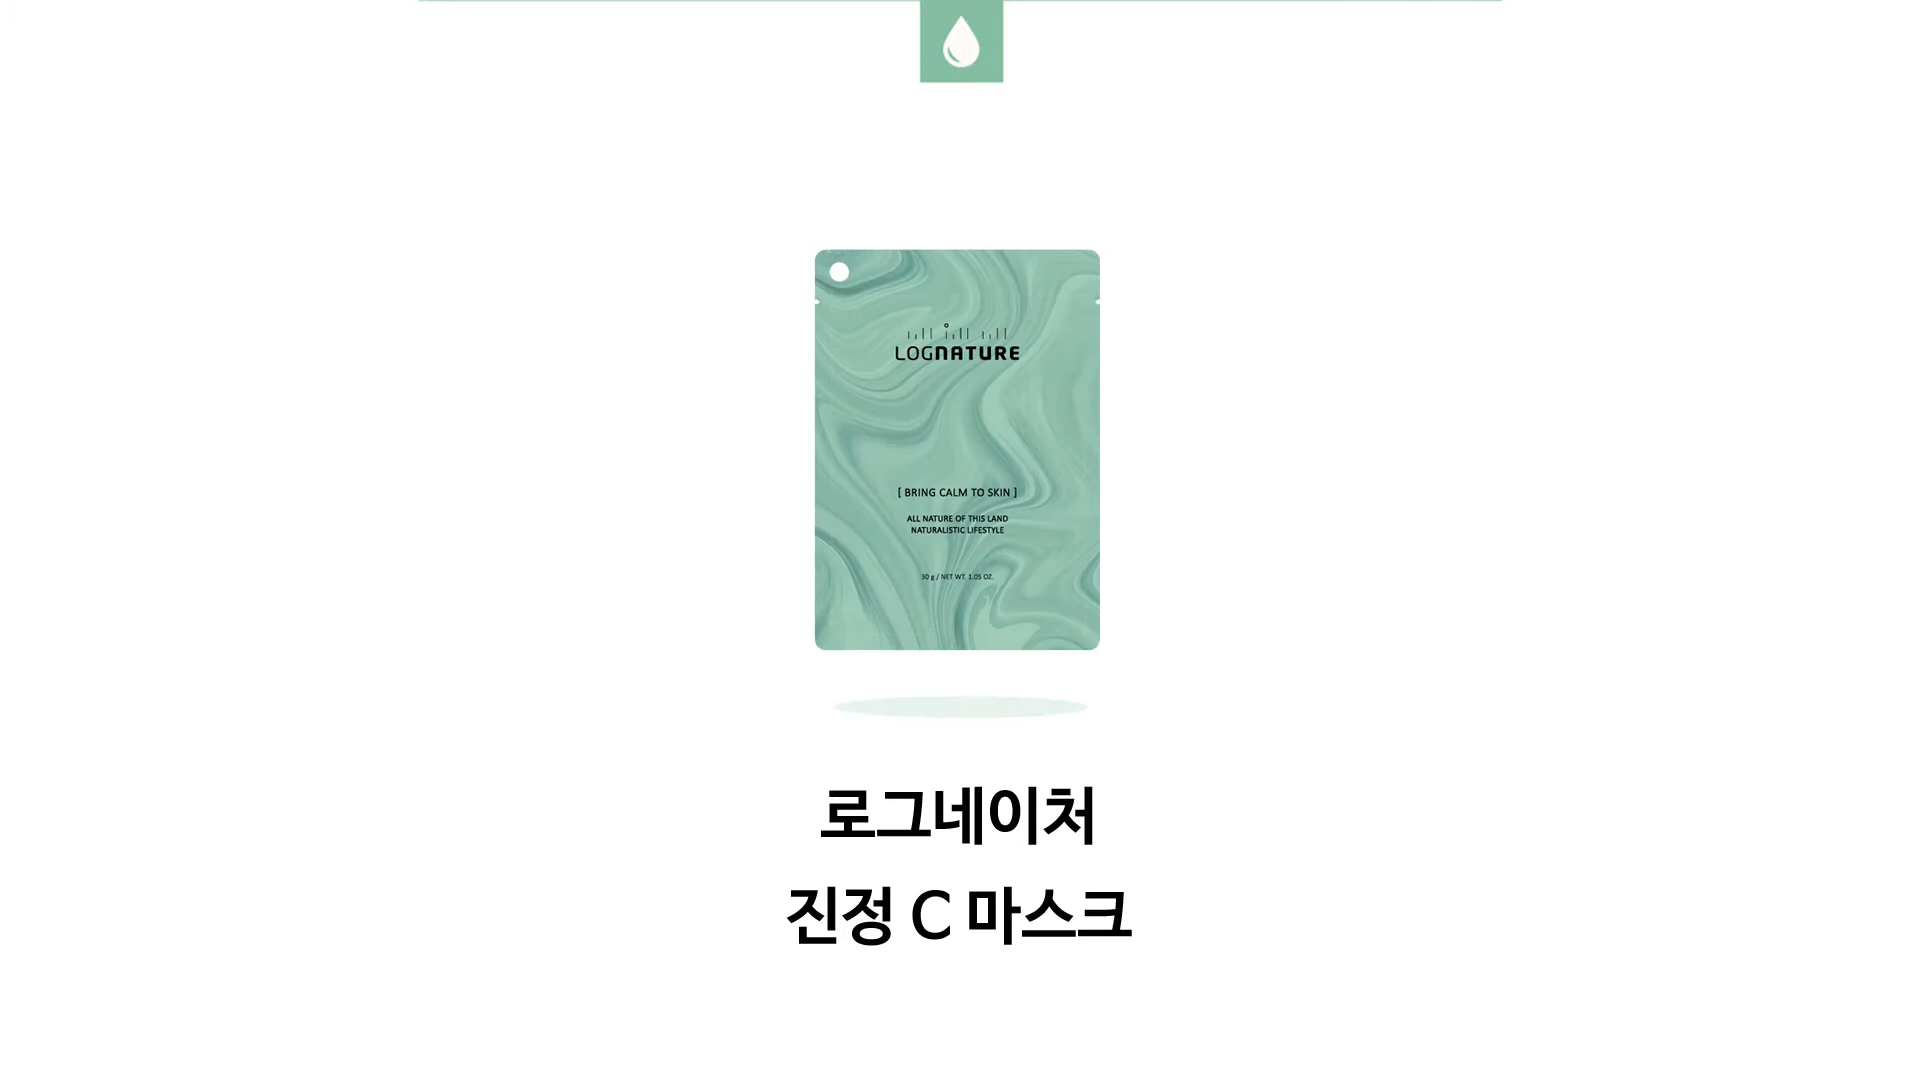 LOGNATURE
[ BRING CALM TO SKIN ]
ALL NATURE OF THIS LAND
NATURALISTIC LIFESTYLE
30 g / NET WT. 1.05 OZ.
로그네이처
진정 C 마스크